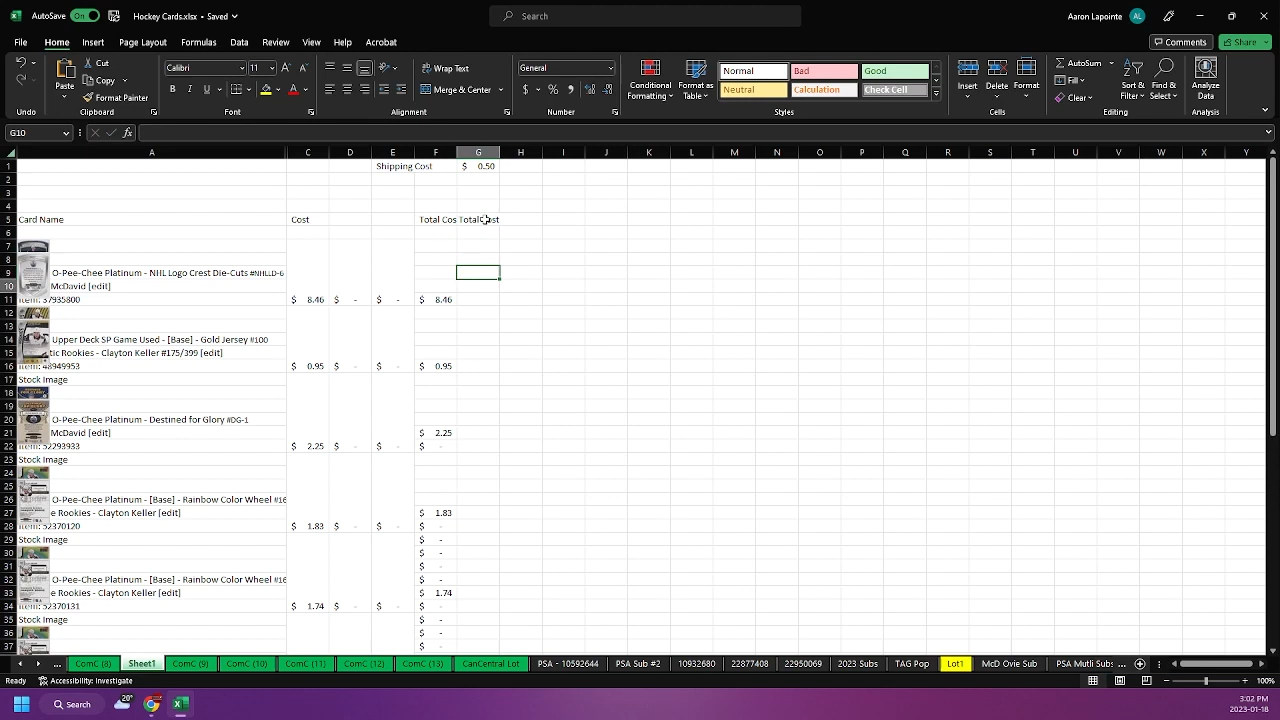 AutoSave On Hockey Cards.xlsx • Saved Search Aaron Lapointe AL
File Home Insert Page Layout Formulas Data Review View Help Acrobat Comments Share
Paste Cut Copy Format Painter Calibri 11 Wrap Text Merge & Center General Conditional Formatting Format as Table Normal Bad Good Neutral Calculation Check Cell Insert Delete Format AutoSum Fill Clear Sort & Filter Find & Select Analyze Data
Undo Clipboard Font Alignment Number Styles Cells Editing Analysis
G10 fx
A C D E F G H I J K L M N O P Q R S T U V W X Y
1 Shipping Cost $ 0.50
2
3
4
5 Card Name Cost Total Cos Total Cost
6
7
8
9 O-Pee-Chee Platinum - NHL Logo Crest Die-Cuts #NHLLD-6
10 McDavid [edit]
11 Item: 37935800 $ 8.46 $ - $ - $ 8.46
12
13
14 Upper Deck SP Game Used - [Base] - Gold Jersey #100
15 tic Rookies - Clayton Keller #175/399 [edit]
16 Item: 48949953 $ 0.95 $ - $ - $ 0.95
17 Stock Image
18
19
20 O-Pee-Chee Platinum - Destined for Glory #DG-1
21 McDavid [edit] $ 2.25
22 Item: 52293933 $ 2.25 $ - $ - $ -
23 Stock Image
24
25
26 O-Pee-Chee Platinum - [Base] - Rainbow Color Wheel #16
27 e Rookies - Clayton Keller [edit] $ 1.83
28 Item: 52370120 $ 1.83 $ - $ - $ -
29 Stock Image $ -
30 $ -
31 $ -
32 O-Pee-Chee Platinum - [Base] - Rainbow Color Wheel #16 $ -
33 e Rookies - Clayton Keller [edit] $ 1.74
34 Item: 52370131 $ 1.74 $ - $ - $ -
35 Stock Image $ -
36 $ -
37 $ -
... ComC (8) Sheet1 ComC (9) ComC (10) ComC (11) ComC (12) ComC (13) CanCentral Lot PSA - 10592644 PSA Sub #2 22877408 22950069 2023 Subs TAG Pop Lot1 McD Ovie Sub PSA Multi Subs ...
Ready Accessibility: Investigate 100%
Search 20° 3:02 PM
2023-01-18